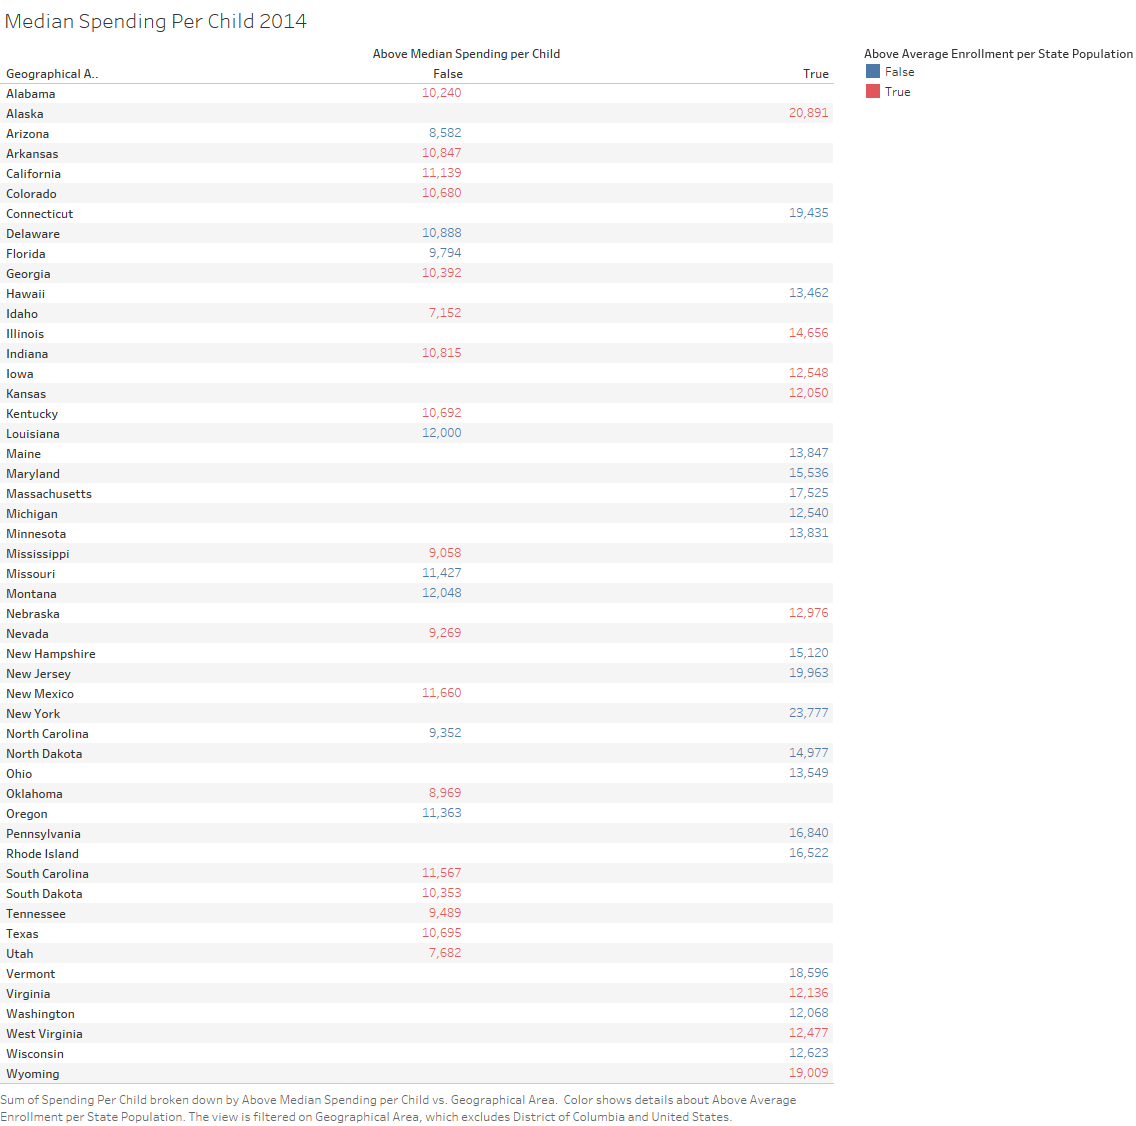 Median Spending Per Child 2014
Above Median Spending per Child
Geographical A.. False True
Alabama 10,240
Alaska 20,891
Arizona 8,582
Arkansas 10,847
California 11,139
Colorado 10,680
Connecticut 19,435
Delaware 10,888
Florida 9,794
Georgia 10,392
Hawaii 13,462
Idaho 7,152
Illinois 14,656
Indiana 10,815
Iowa 12,548
Kansas 12,050
Kentucky 10,692
Louisiana 12,000
Maine 13,847
Maryland 15,536
Massachusetts 17,525
Michigan 12,540
Minnesota 13,831
Mississippi 9,058
Missouri 11,427
Montana 12,048
Nebraska 12,976
Nevada 9,269
New Hampshire 15,120
New Jersey 19,963
New Mexico 11,660
New York 23,777
North Carolina 9,352
North Dakota 14,977
Ohio 13,549
Oklahoma 8,969
Oregon 11,363
Pennsylvania 16,840
Rhode Island 16,522
South Carolina 11,567
South Dakota 10,353
Tennessee 9,489
Texas 10,695
Utah 7,682
Vermont 18,596
Virginia 12,136
Washington 12,068
West Virginia 12,477
Wisconsin 12,623
Wyoming 19,009
Above Average Enrollment per State Population
False
True
Sum of Spending Per Child broken down by Above Median Spending per Child vs. Geographical Area. Color shows details about Above Average
Enrollment per State Population. The view is filtered on Geographical Area, which excludes District of Columbia and United States.